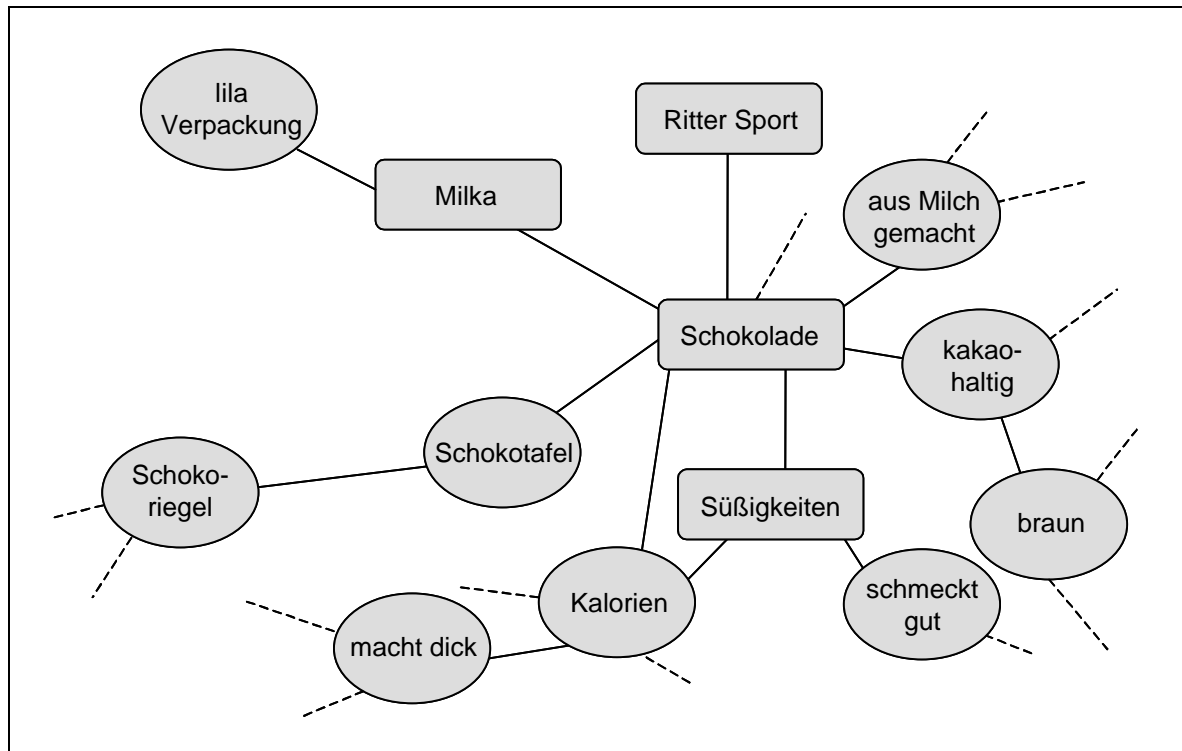 lila
Verpackung
Ritter Sport
Milka
aus Milch
gemacht
Schokolade
kakao-
haltig
Schokotafel
Schoko-
riegel
Süßigkeiten
braun
Kalorien
schmeckt
gut
macht dick